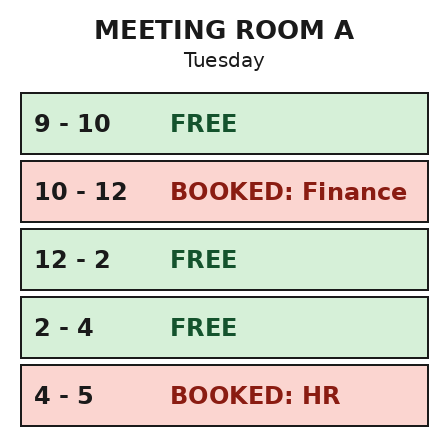 MEETING ROOM A
Tuesday
9 - 10 FREE
10 - 12 BOOKED: Finance
12 - 2 FREE
2 - 4 FREE
4 - 5 BOOKED: HR